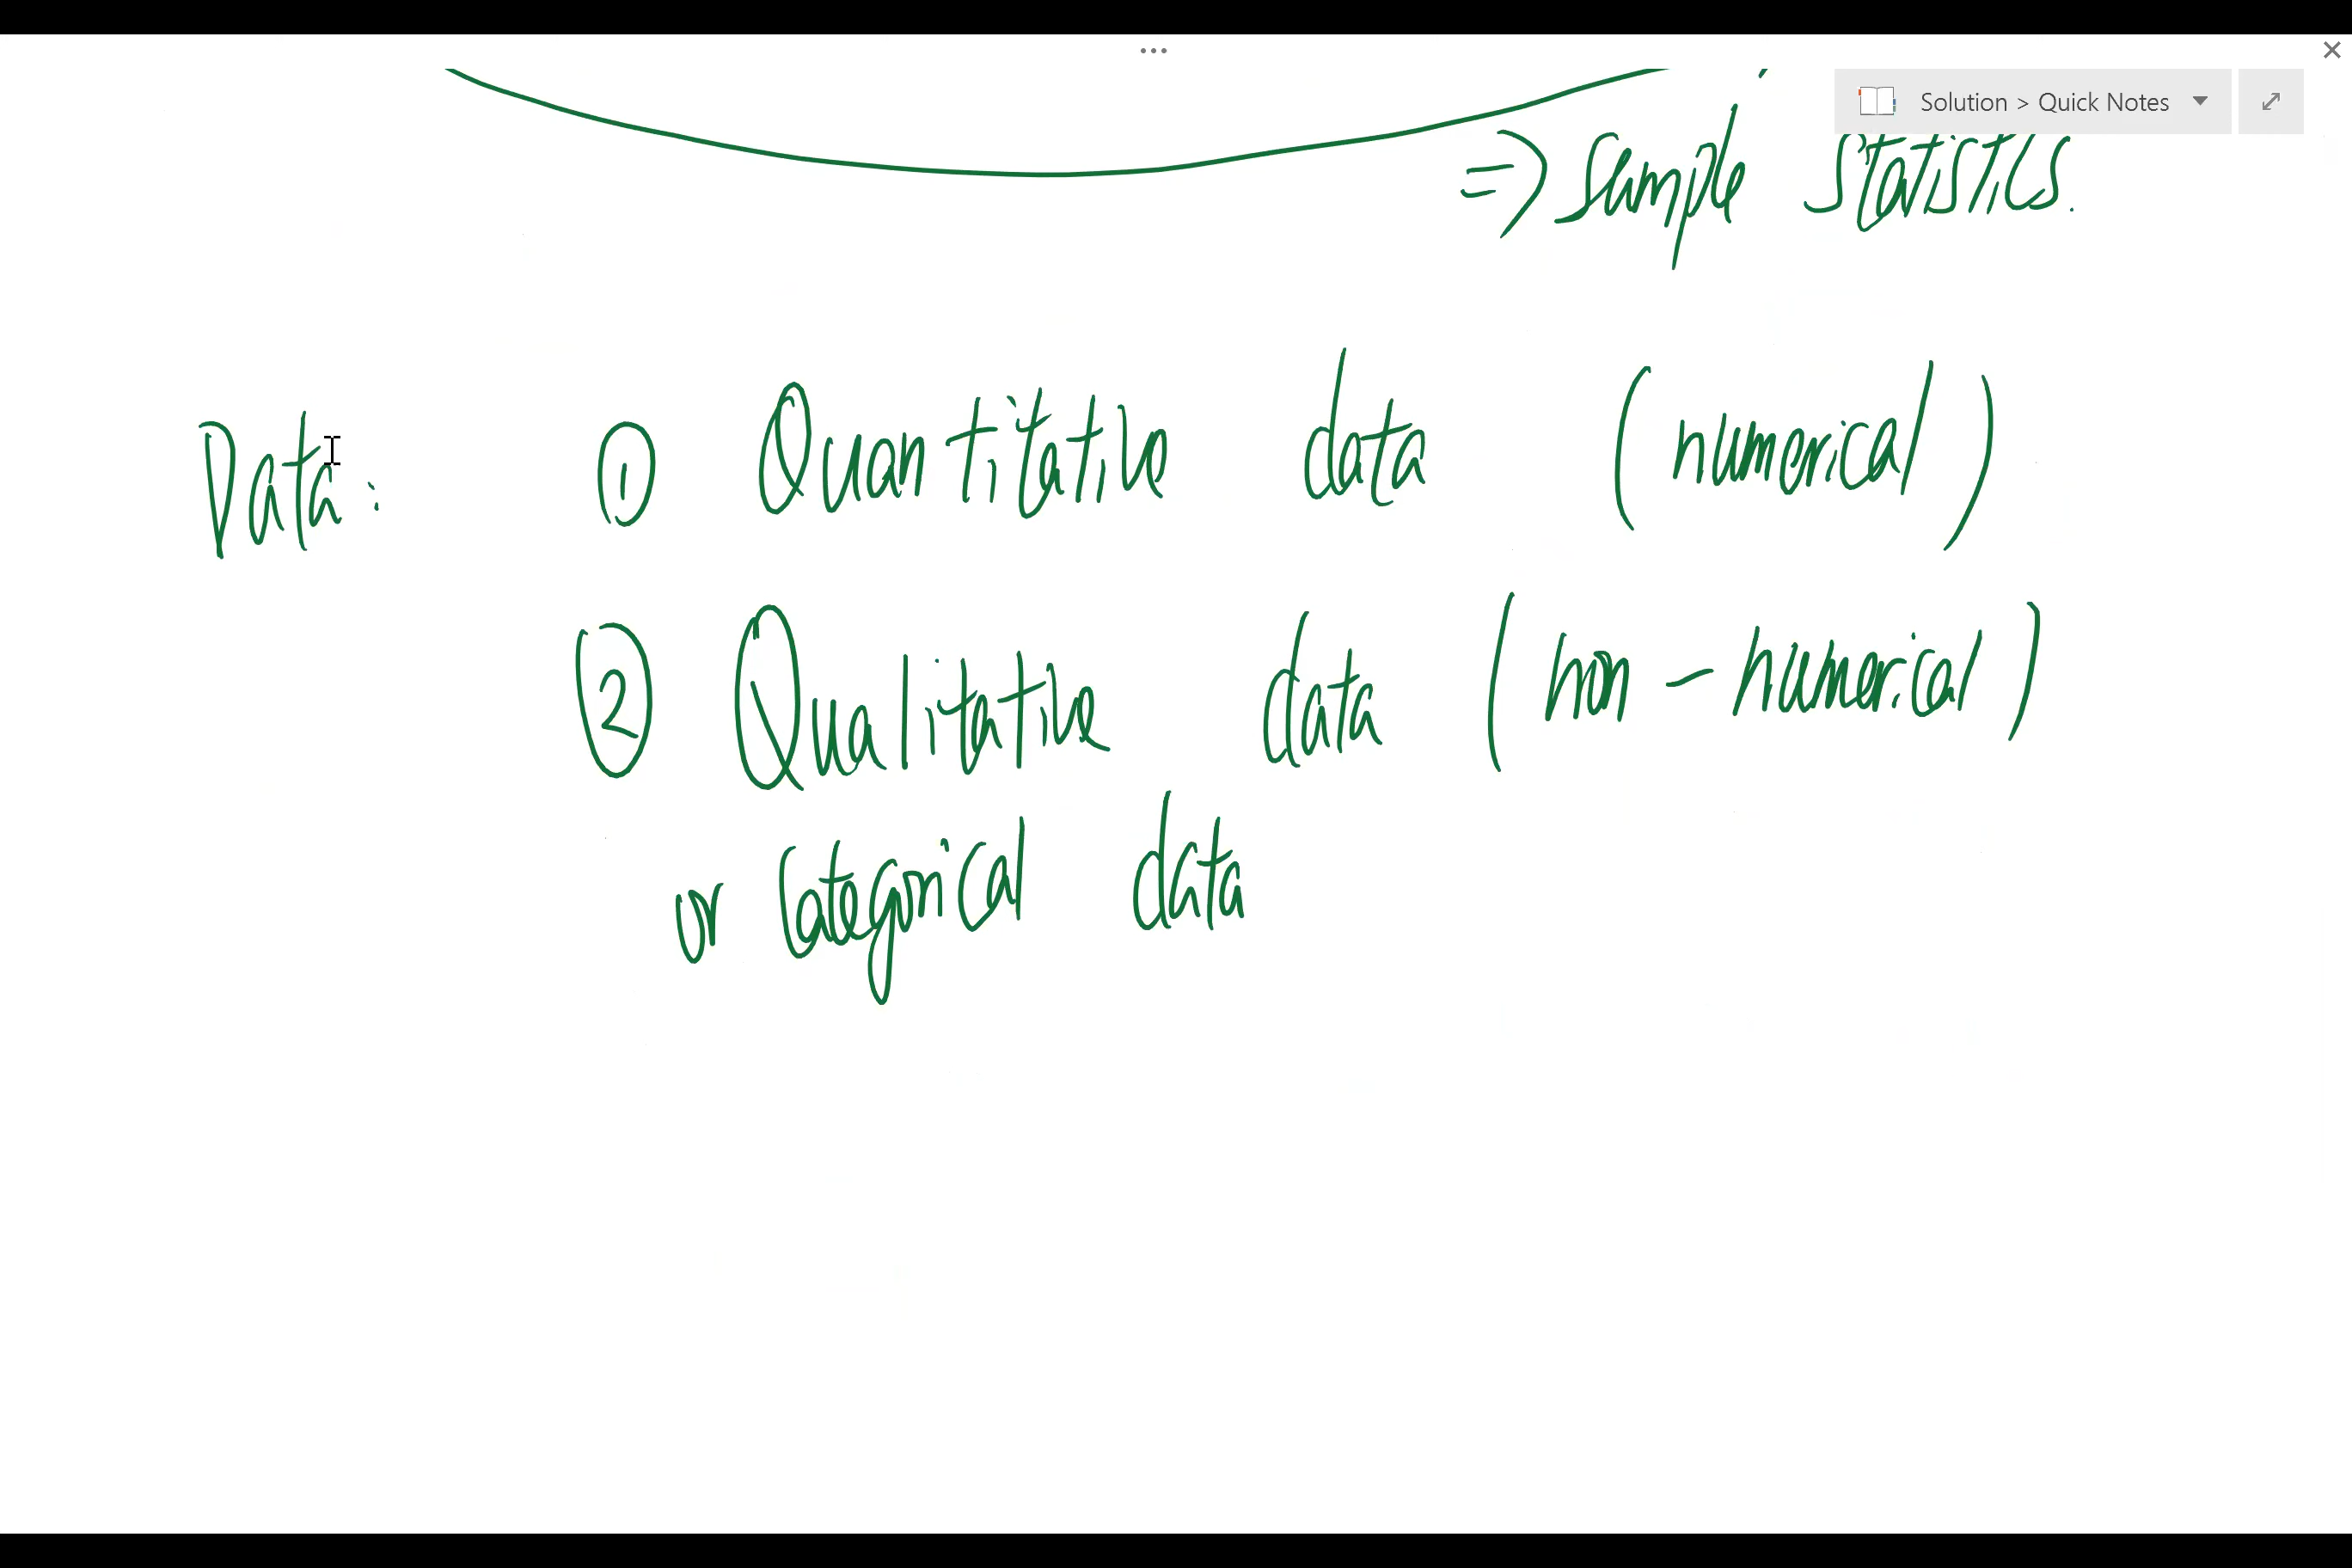 Solution > Quick Notes
⇒ Sample Statistics.
Data: ① Quantitative data (numerical)
② Qualitative data (non-numerical)
or Categorical data